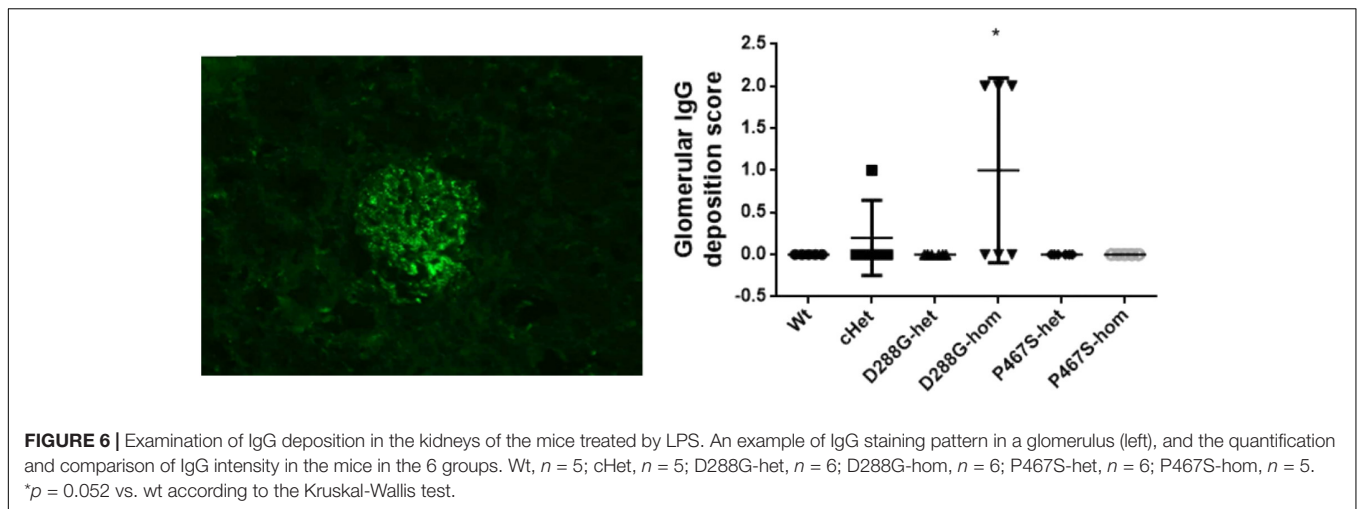 *
Glomerular IgG
deposition score
2.5
2.0
1.5
1.0
0.5
0.0
-0.5
Wt
cHet
D288G-het
D288G-hom
P467S-het
P467S-hom
FIGURE 6 | Examination of IgG deposition in the kidneys of the mice treated by LPS. An example of IgG staining pattern in a glomerulus (left), and the quantification
and comparison of IgG intensity in the mice in the 6 groups. Wt, n = 5; cHet, n = 5; D288G-het, n = 6; D288G-hom, n = 6; P467S-het, n = 6; P467S-hom, n = 5.
*p = 0.052 vs. wt according to the Kruskal-Wallis test.